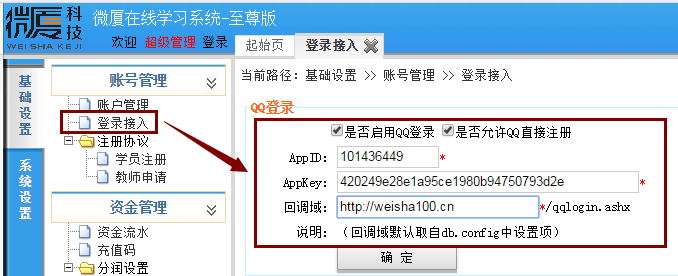 微厦科技
WEISHA KEJI
微厦在线学习系统-至尊版
欢迎 超级管理 登录
起始页
登录接入
基础设置
系统设置
账号管理
账户管理
登录接入
注册协议
学员注册
教师申请
资金管理
资金流水
充值码
分润设置
当前路径：基础设置 >> 账号管理 >> 登录接入
QQ登录
是否启用QQ登录 是否允许QQ直接注册
AppID: 101436449 *
AppKey: 420249e28e1a95ce1980b94750793d2e *
回调域: http://weisha100.cn */qqlogin.ashx
说明: （回调域默认取自db.config中设置项）
确 定